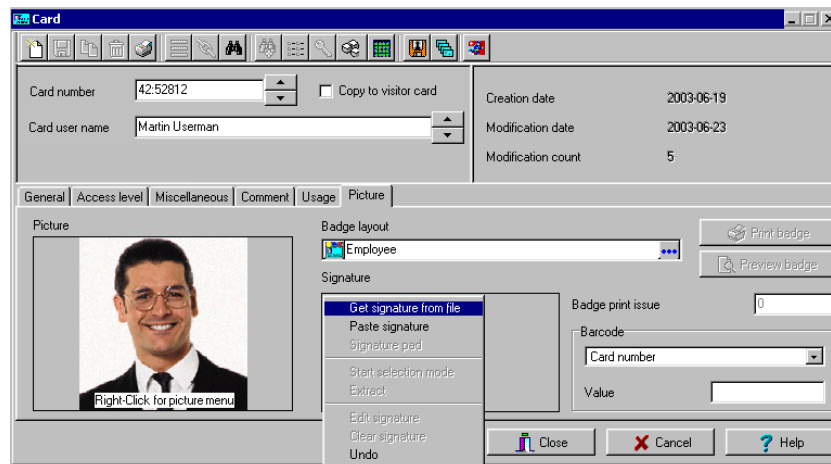 Card
Card number 42:52812 Copy to visitor card
Card user name Martin Userman
Creation date 2003-06-19
Modification date 2003-06-23
Modification count 5
General Access level Miscellaneous Comment Usage Picture
Picture
Right-Click for picture menu
Badge layout
Employee
Signature
Get signature from file
Paste signature
Signature pad
Start selection mode
Extract
Edit signature
Clear signature
Undo
Print badge
Preview badge
Badge print issue 0
Barcode
Card number
Value
Close Cancel Help